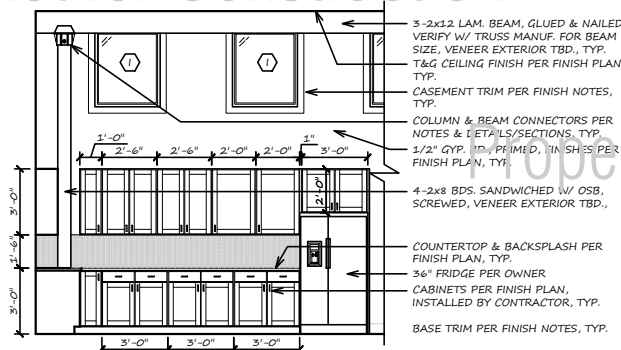 3-2x12 LAM. BEAM, GLUED & NAILED
VERIFY W/ TRUSS MANUF. FOR BEAM
SIZE, VENEER EXTERIOR TBD., TYP.
T&G CEILING FINISH PER FINISH PLAN
TYP.
CASEMENT TRIM PER FINISH NOTES,
TYP.
COLUMN & BEAM CONNECTORS PER
NOTES & DETAILS/SECTIONS, TYP.
1/2" GYP. BD., PRIMED, FINISHES PER
FINISH PLAN, TYP.
Prope
4-2x8 BDS. SANDWICHED W/ OSB,
SCREWED, VENEER EXTERIOR TBD.,
COUNTERTOP & BACKSPLASH PER
FINISH PLAN, TYP.
36" FRIDGE PER OWNER
CABINETS PER FINISH PLAN,
INSTALLED BY CONTRACTOR, TYP.
BASE TRIM PER FINISH NOTES, TYP.
1 1
1'-0" 1"
2'-6" 2'-6" 2'-0" 2'-0" 3'-0"
3'-0" 2'-0"
1'-6"
3'-0"
3'-0" 3'-0" 3'-0"